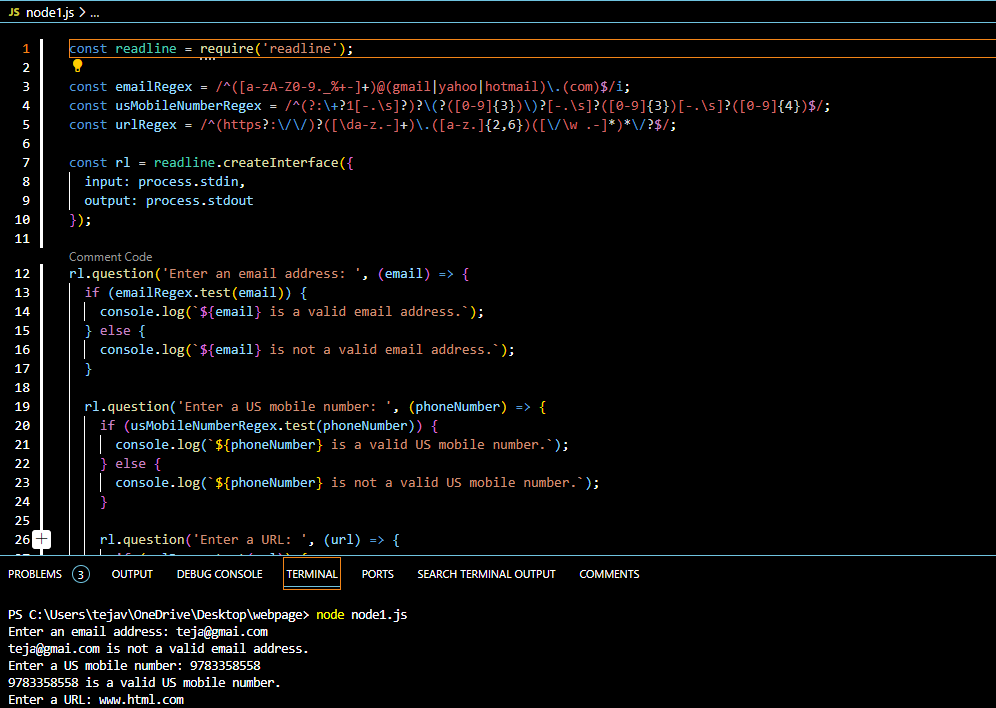 JS node1.js > ...
1 const readline = require('readline');
2
3 const emailRegex = /^([a-zA-Z0-9._%+-]+)@(gmail|yahoo|hotmail)\.(com)$/i;
4 const usMobileNumberRegex = /^(?:\+?1[-.\s]?)?\(?([0-9]{3})\)?[-.\s]?([0-9]{3})[-.\s]?([0-9]{4})$/;
5 const urlRegex = /^(https?:\/\/)?([\da-z.-]+)\.([a-z.]{2,6})([\/\w .-]*)*\/?$/;
6
7 const rl = readline.createInterface({
8   input: process.stdin,
9   output: process.stdout
10 });
11
Comment Code
12 rl.question('Enter an email address: ', (email) => {
13   if (emailRegex.test(email)) {
14     console.log(`${email} is a valid email address.`);
15   } else {
16     console.log(`${email} is not a valid email address.`);
17   }
18
19   rl.question('Enter a US mobile number: ', (phoneNumber) => {
20     if (usMobileNumberRegex.test(phoneNumber)) {
21       console.log(`${phoneNumber} is a valid US mobile number.`);
22     } else {
23       console.log(`${phoneNumber} is not a valid US mobile number.`);
24     }
25
26     rl.question('Enter a URL: ', (url) => {
PROBLEMS 3 OUTPUT DEBUG CONSOLE TERMINAL PORTS SEARCH TERMINAL OUTPUT COMMENTS
PS C:\Users\tejav\OneDrive\Desktop\webpage> node node1.js
Enter an email address: teja@gmai.com
teja@gmai.com is not a valid email address.
Enter a US mobile number: 9783358558
9783358558 is a valid US mobile number.
Enter a URL: www.html.com